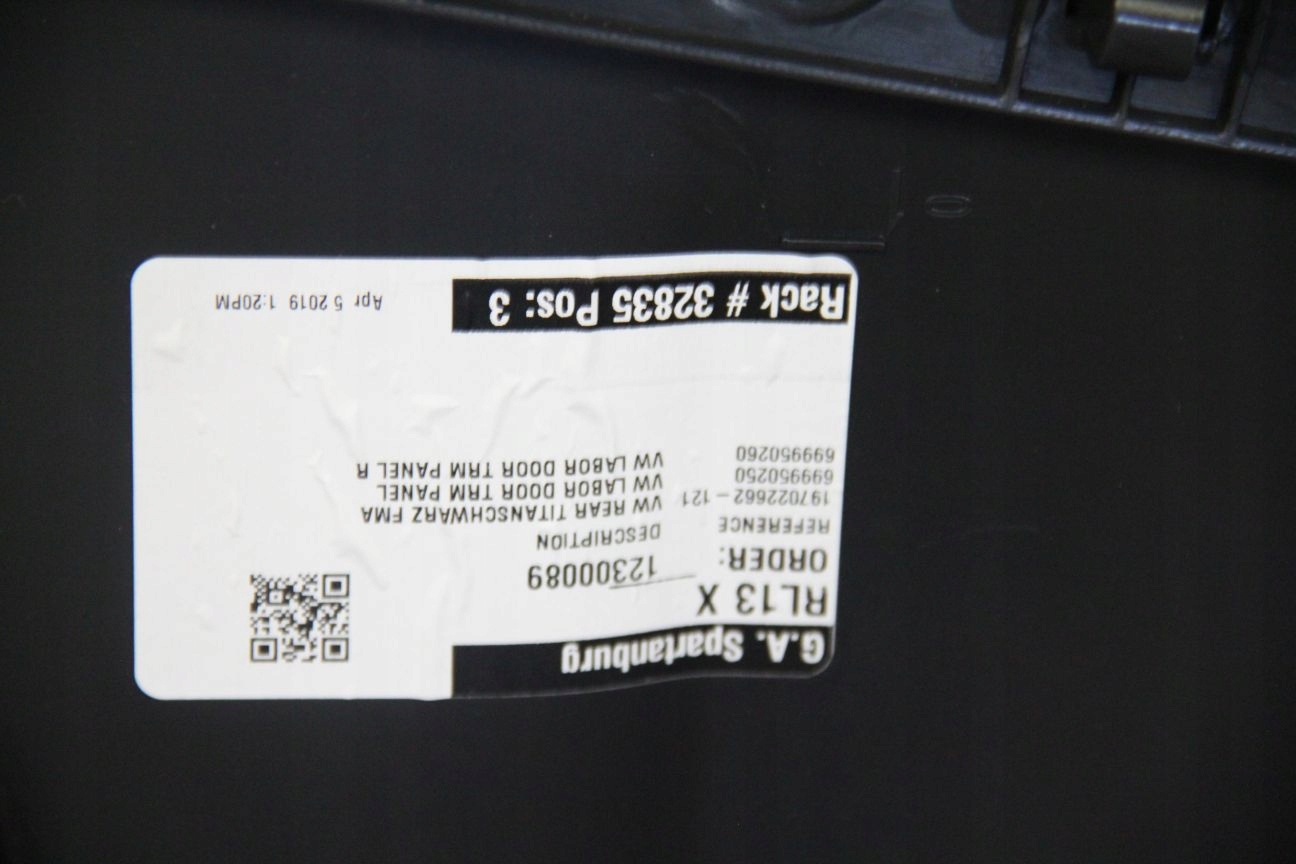 G.A. Spartanburg
RL13 X
ORDER: 12300089
REFERENCE DESCRIPTION
197022662 - 121 VW REAR TITANSCHWARZ FMA
699950250 VW LABOR DOOR TRM PANEL
699950260 VW LABOR DOOR TRM PANEL R
Rack # 32835 Pos: 3 Apr 5 2019 1:20PM